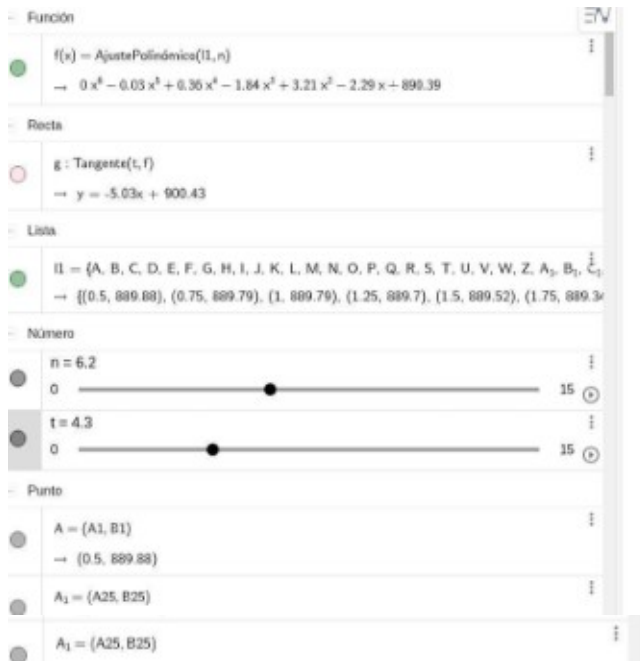 Función
f(x) = AjustePolinómico(l1, n)
→ 0 x⁶ − 0.03 x⁵ + 0.36 x⁴ − 1.84 x³ + 3.21 x² − 2.29 x + 890.39
Recta
g : Tangente(t, f)
→ y = -5.03x + 900.43
Lista
l1 = {A, B, C, D, E, F, G, H, I, J, K, L, M, N, O, P, Q, R, S, T, U, V, W, Z, A₁, B₁, C₁
→ {(0.5, 889.88), (0.75, 889.79), (1, 889.79), (1.25, 889.7), (1.5, 889.52), (1.75, 889.34
Número
n = 6.2
0 15
t = 4.3
0 15
Punto
A = (A1, B1)
→ (0.5, 889.88)
A₁ = (A25, B25)
A₁ = (A25, B25)